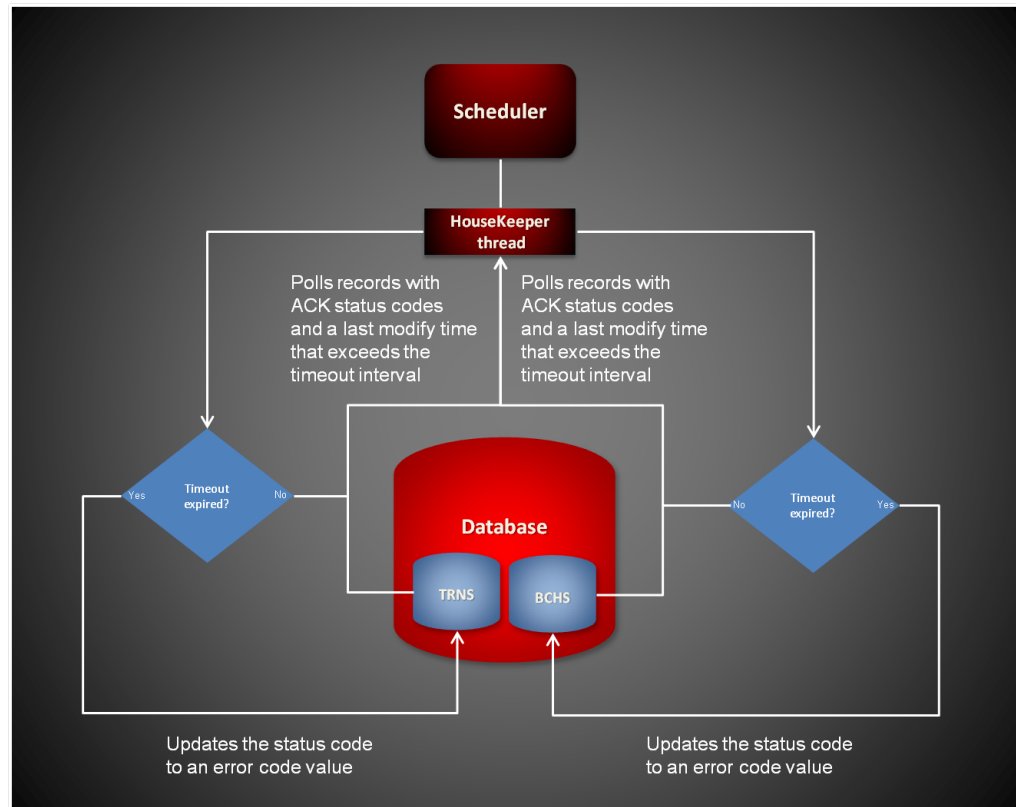 Scheduler
HouseKeeper
thread
Polls records with
ACK status codes
and a last modify time
that exceeds the
timeout interval
Polls records with
ACK status codes
and a last modify time
that exceeds the
timeout interval
Yes
Timeout
expired?
No
Database
TRNS
BCHS
No
Timeout
expired?
Yes
Updates the status code
to an error code value
Updates the status code
to an error code value